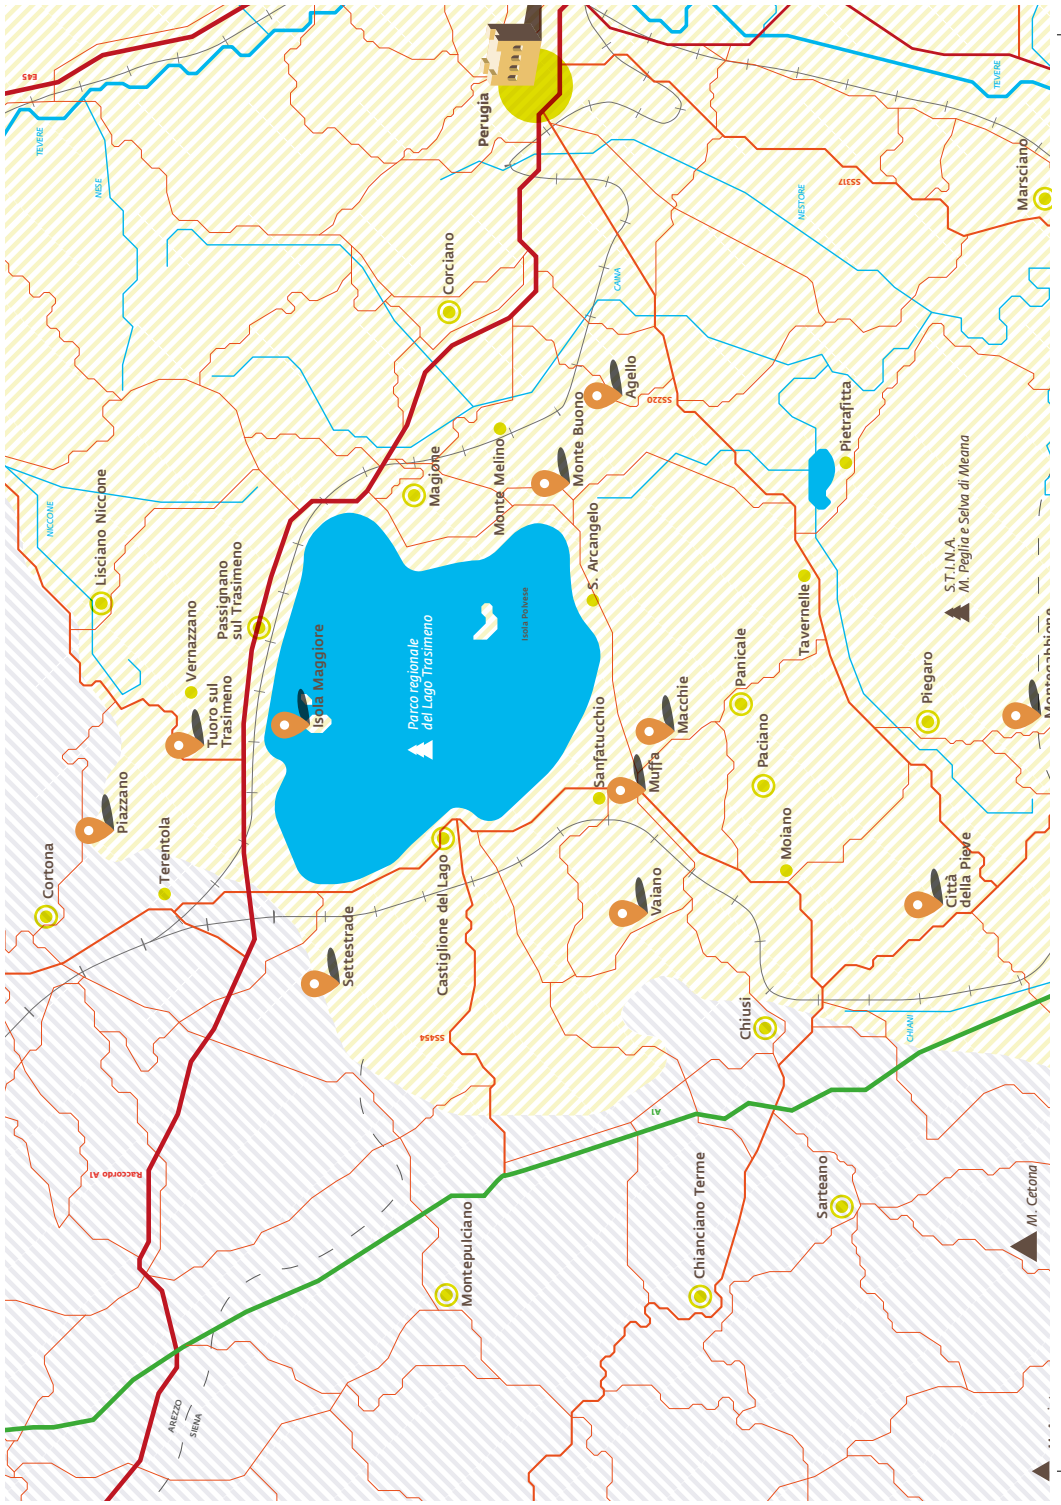 E45
TEVERE
NESE
Perugia
TEVERE
NESTORE
SS317
Marsciano
Corciano
CAINA
Agello
SS220
Monte Buono
Monte Melino
Magione
Pietrafitta
S.T.I.N.A.
M. Peglia e Selva di Meana
NICCONE
Lisciano Niccone
Passignano
sul Trasimeno
Vernazzano
Tuoro sul
Trasimeno
Isola Maggiore
Parco regionale
del Lago Trasimeno
Isola Polvese
S. Arcangelo
Tavernelle
Panicale
Piegaro
Montegabbione
Macchie
Sanfatucchio
Muffa
Paciano
Moiano
Piazzano
Terentola
Cortona
Castiglione del Lago
Vaiano
Città
della Pieve
Settestrade
SS454
Chiusi
CHIANI
A1
Raccordo A1
Montepulciano
Chianciano Terme
Sarteano
M. Cetona
AREZZO
SIENA